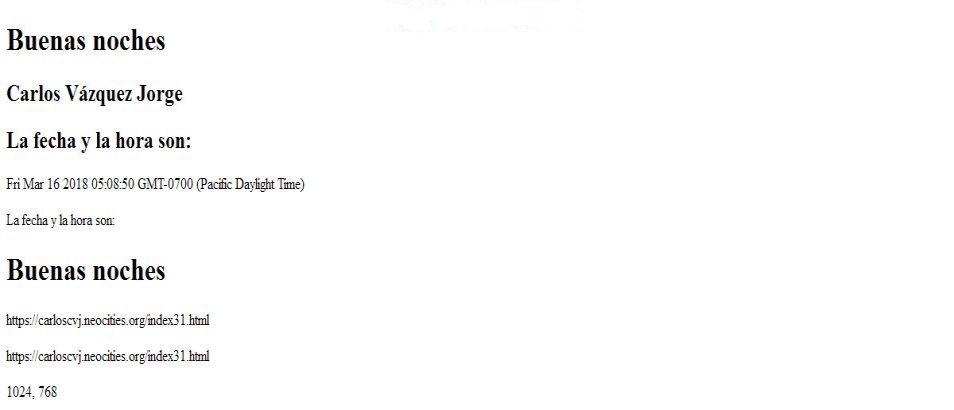 Buenas noches
Carlos Vázquez Jorge
La fecha y la hora son:
Fri Mar 16 2018 05:08:50 GMT-0700 (Pacific Daylight Time)
La fecha y la hora son:
Buenas noches
https://carloscvj.neocities.org/index31.html
https://carloscvj.neocities.org/index31.html
1024, 768